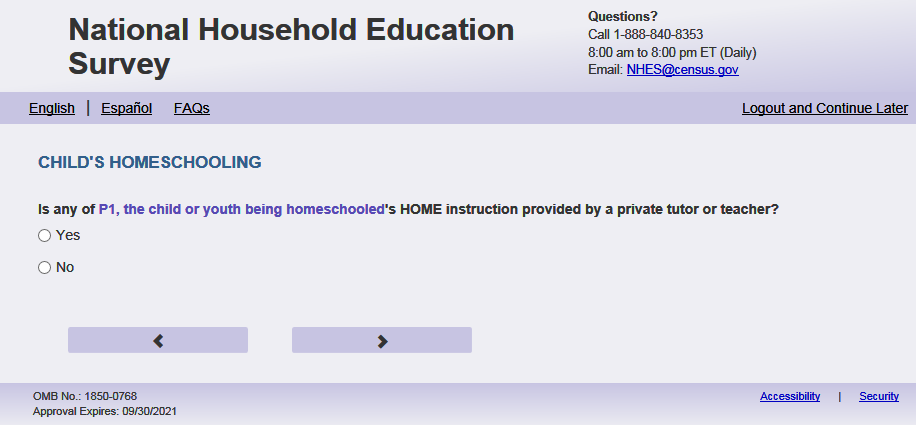 National Household Education
Survey
Questions?
Call 1-888-840-8353
8:00 am to 8:00 pm ET (Daily)
Email: NHES@census.gov
English | Español FAQs
Logout and Continue Later
CHILD'S HOMESCHOOLING
Is any of P1, the child or youth being homeschooled's HOME instruction provided by a private tutor or teacher?
Yes
No
OMB No.: 1850-0768
Approval Expires: 09/30/2021
Accessibility | Security